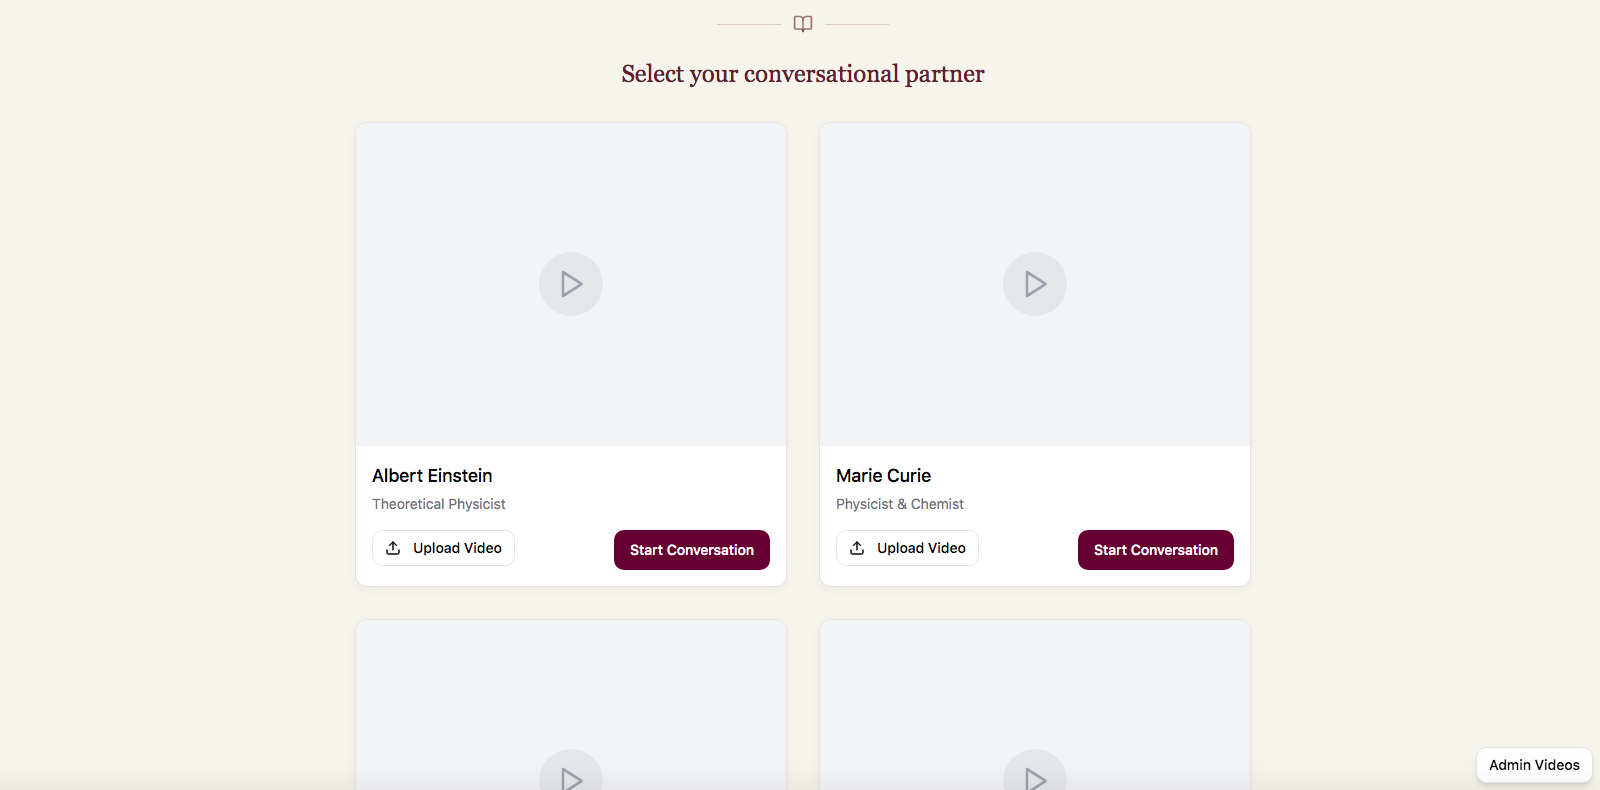 Select your conversational partner
Albert Einstein
Theoretical Physicist
Upload Video
Start Conversation
Marie Curie
Physicist & Chemist
Upload Video
Start Conversation
Admin Videos